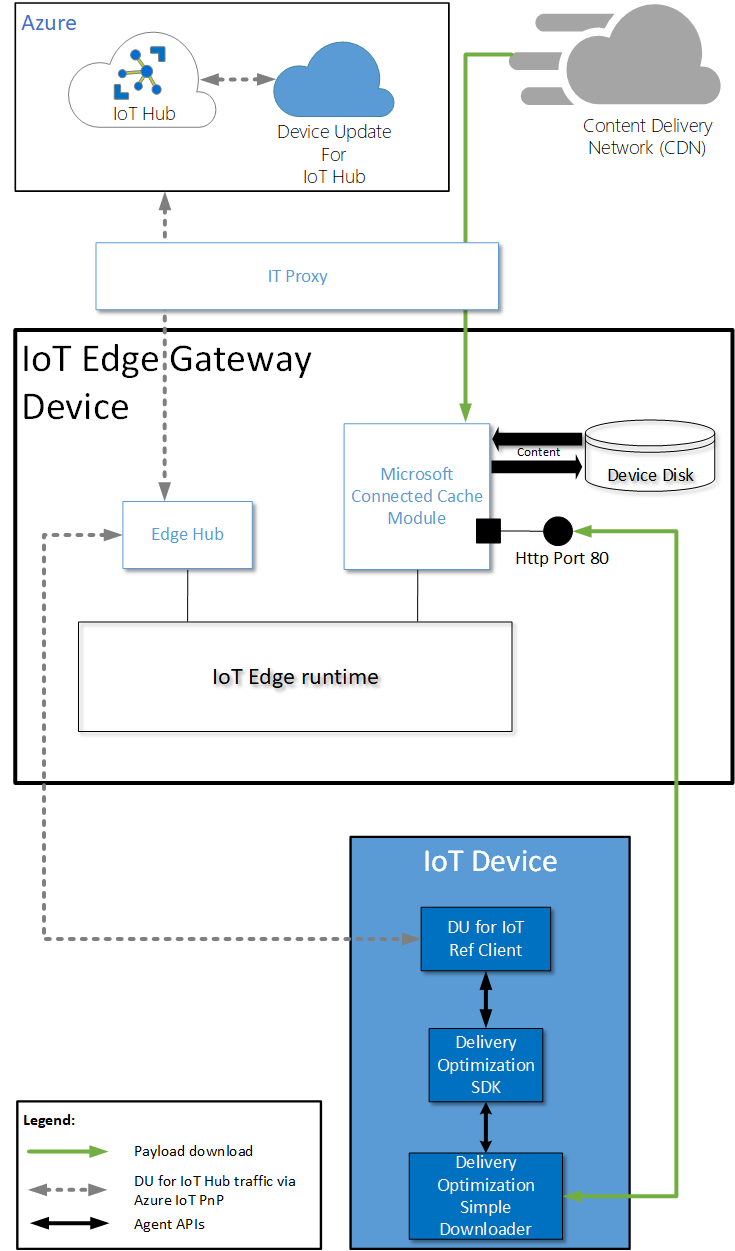 Azure
IoT Hub
Device Update
For
IoT Hub
Content Delivery
Network (CDN)
IT Proxy
IoT Edge Gateway
Device
Microsoft
Connected Cache
Module
Content
Device Disk
Edge Hub
Http Port 80
IoT Edge runtime
IoT Device
DU for IoT
Ref Client
Delivery
Optimization
SDK
Delivery
Optimization
Simple
Downloader
Legend:
Payload download
DU for IoT Hub traffic via
Azure IoT PnP
Agent APIs